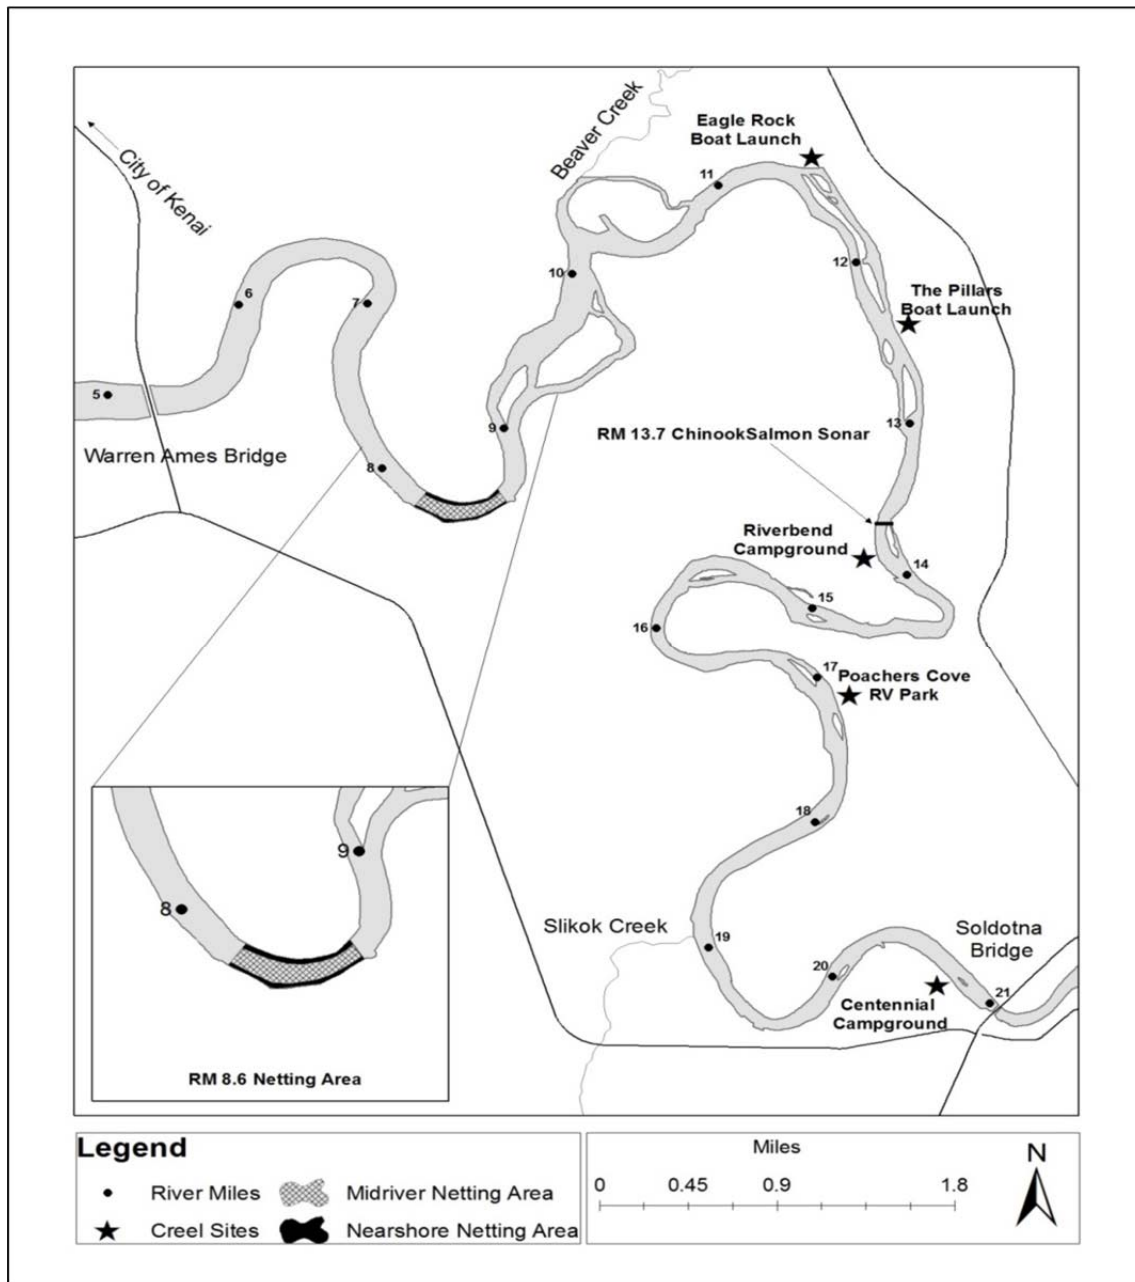 City of Kenai
Beaver Creek
Eagle Rock
Boat Launch
11
6
7
10
12
The Pillars
Boat Launch
5
9
13
Warren Ames Bridge
8
RM 13.7 ChinookSalmon Sonar
Riverbend
Campground
14
15
16
17
Poachers Cove
RV Park
18
9
8
RM 8.6 Netting Area
Slikok Creek
19
20
Soldotna
Bridge
21
Centennial
Campground
Legend
River Miles
Midriver Netting Area
Creel Sites
Nearshore Netting Area
Miles
0 0.45 0.9 1.8
N